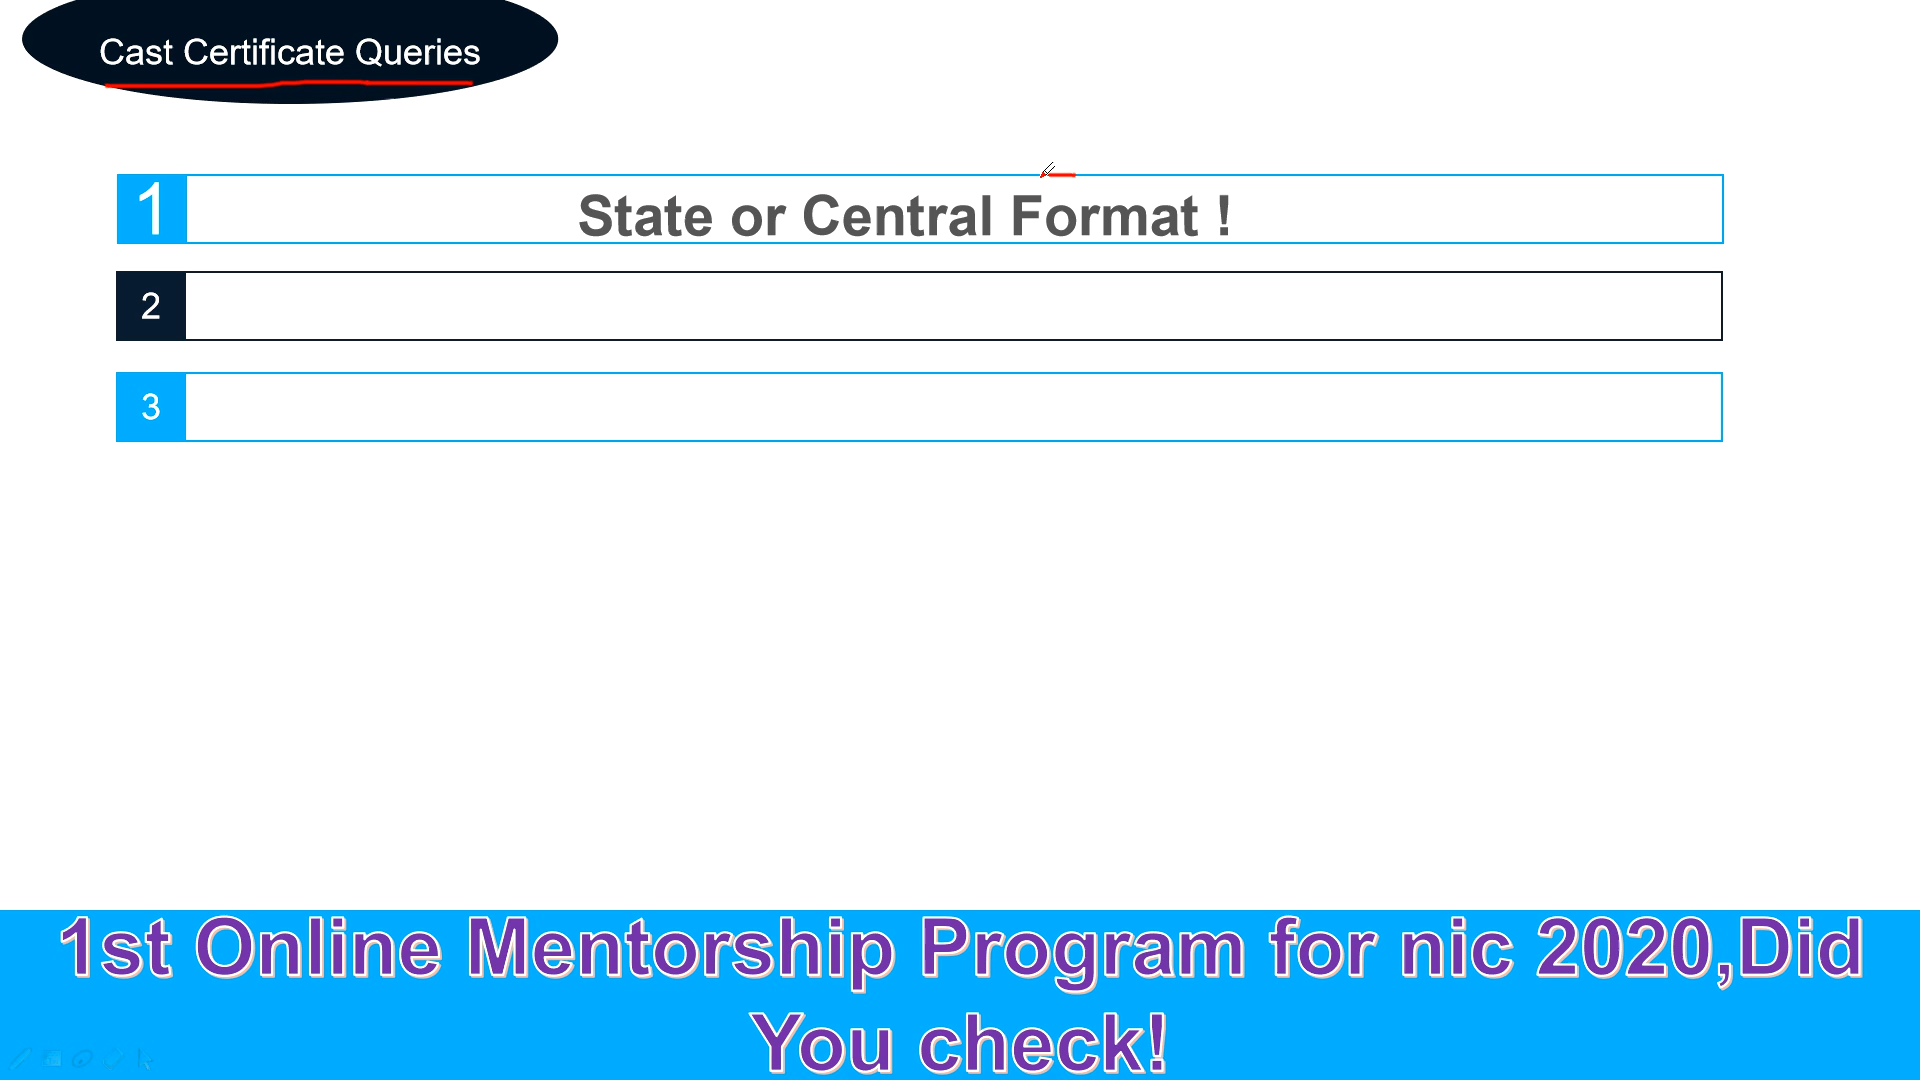 Cast Certificate Queries
1
State or Central Format !
2
3
1st Online Mentorship Program for nic 2020,Did
You check!